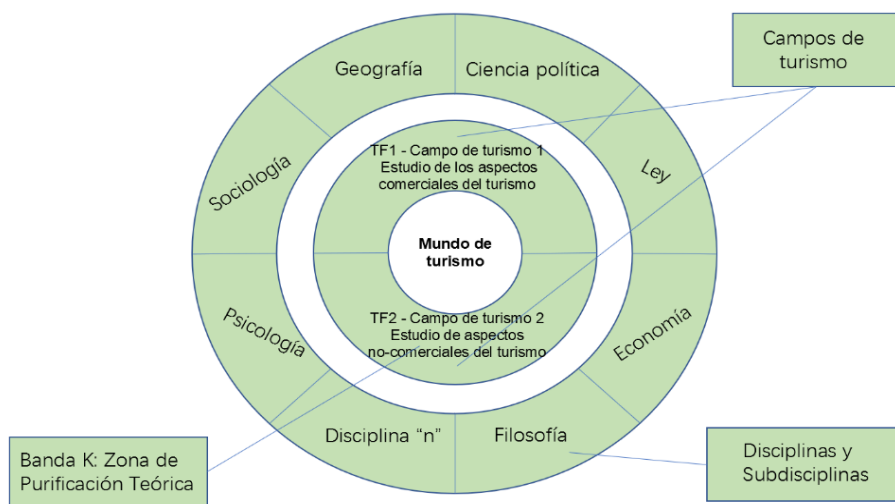 Geografía
Ciencia política
Campos de
turismo
Sociología
TF1 - Campo de turismo 1
Estudio de los aspectos
comerciales del turismo
Ley
Mundo de
turismo
Psicología
TF2 - Campo de turismo 2
Estudio de aspectos
no-comerciales del turismo
Economía
Disciplina “n”
Filosofía
Banda K: Zona de
Purificación Teórica
Disciplinas y
Subdisciplinas